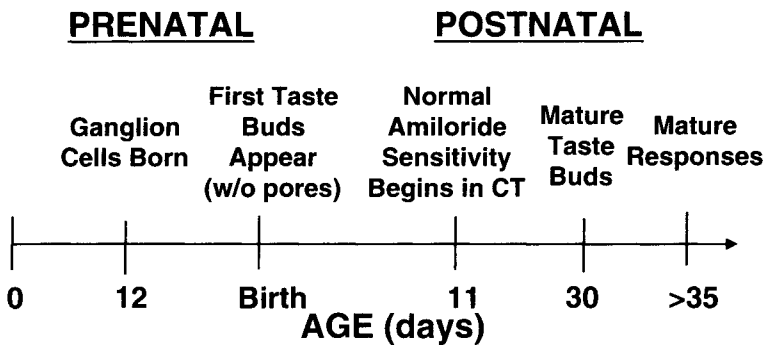 PRENATAL
POSTNATAL
Ganglion
Cells Born
First Taste
Buds
Appear
(w/o pores)
Normal
Amiloride
Sensitivity
Begins in CT
Mature
Taste
Buds
Mature
Responses
0
12
Birth
11
30
>35
AGE (days)